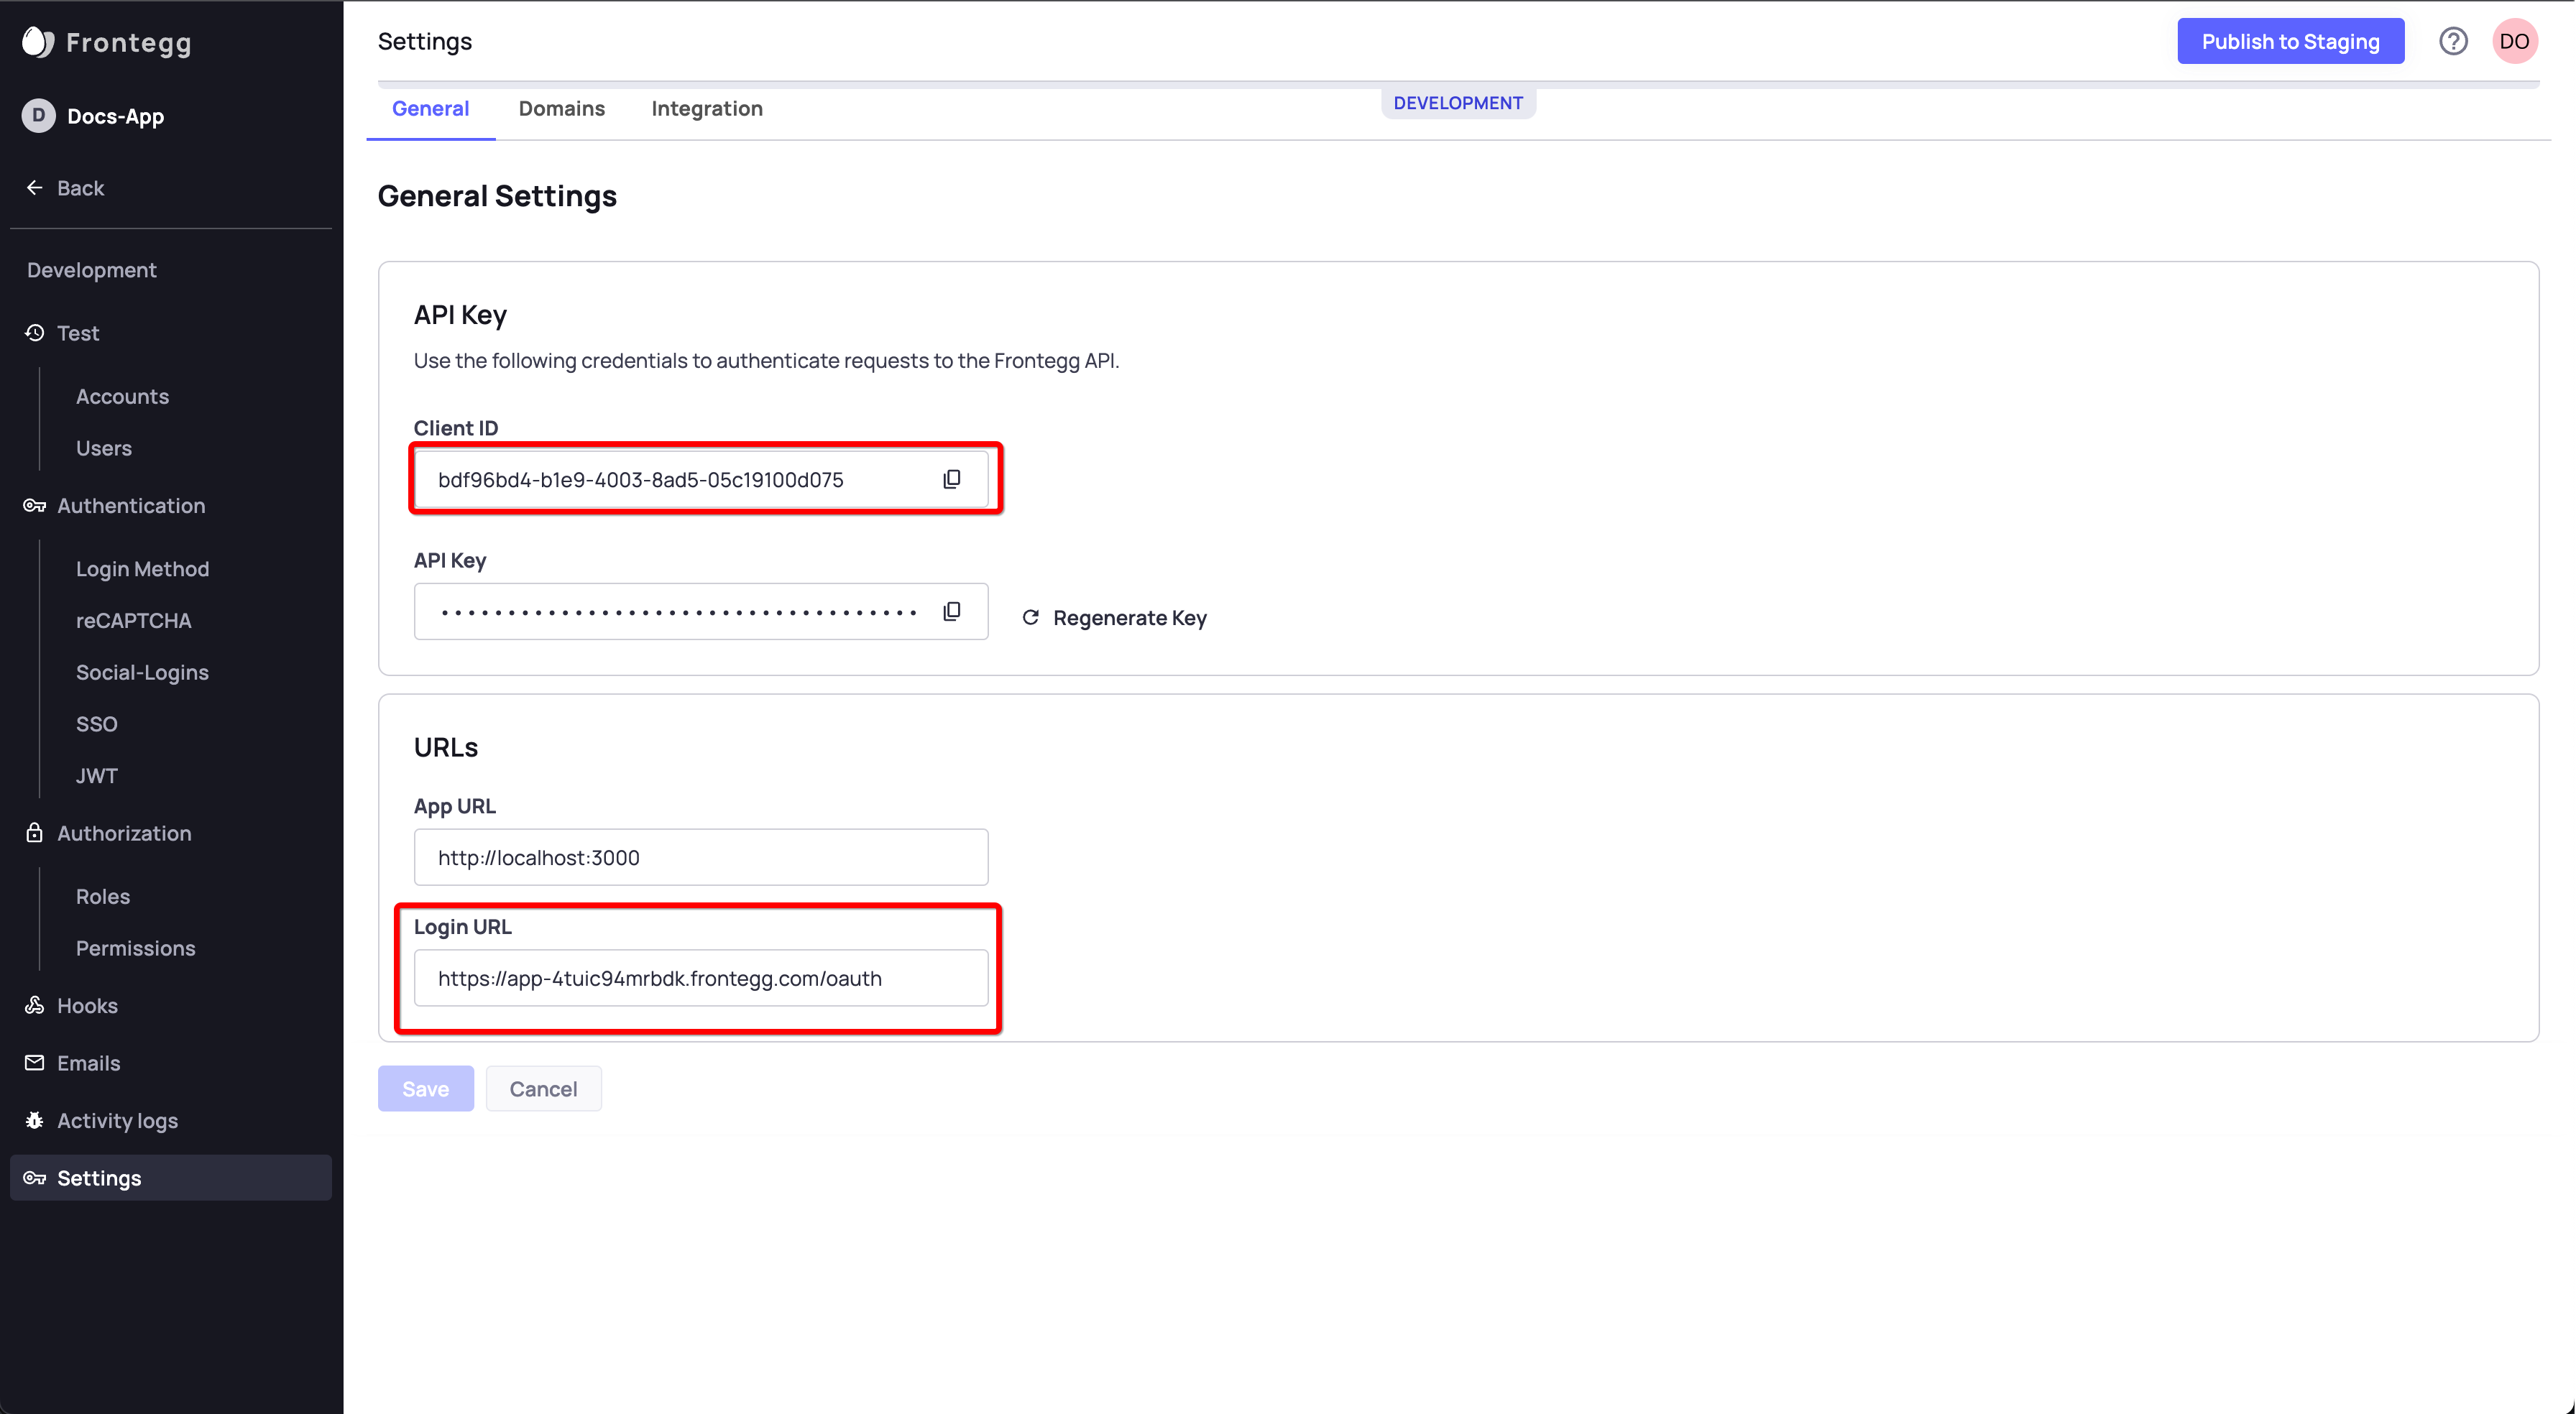 Frontegg
D
Docs-App
Back
Development
Test
Accounts
Users
Authentication
Login Method
reCAPTCHA
Social-Logins
SSO
JWT
Authorization
Roles
Permissions
Hooks
Emails
Activity logs
Settings
Settings
Publish to Staging
?
DO
General
Domains
Integration
DEVELOPMENT
General Settings
API Key
Use the following credentials to authenticate requests to the Frontegg API.
Client ID
bdf96bd4-b1e9-4003-8ad5-05c19100d075
API Key
••••••••••••••••••••••••••••••••••••
Regenerate Key
URLs
App URL
http://localhost:3000
Login URL
https://app-4tuic94mrbdk.frontegg.com/oauth
Save
Cancel